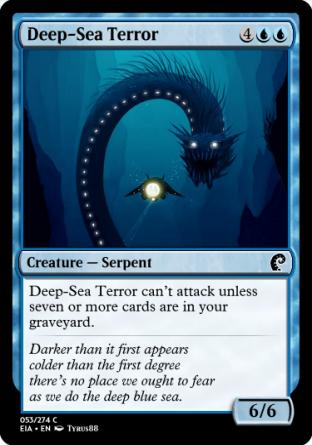 Deep-Sea Terror 4
Creature — Serpent
Deep-Sea Terror can't attack unless
seven or more cards are in your
graveyard.
Darker than it first appears
colder than the first degree
there's no place we ought to fear
as we do the deep blue sea.
6/6
053/274 C
EIA • EN Tyrus88